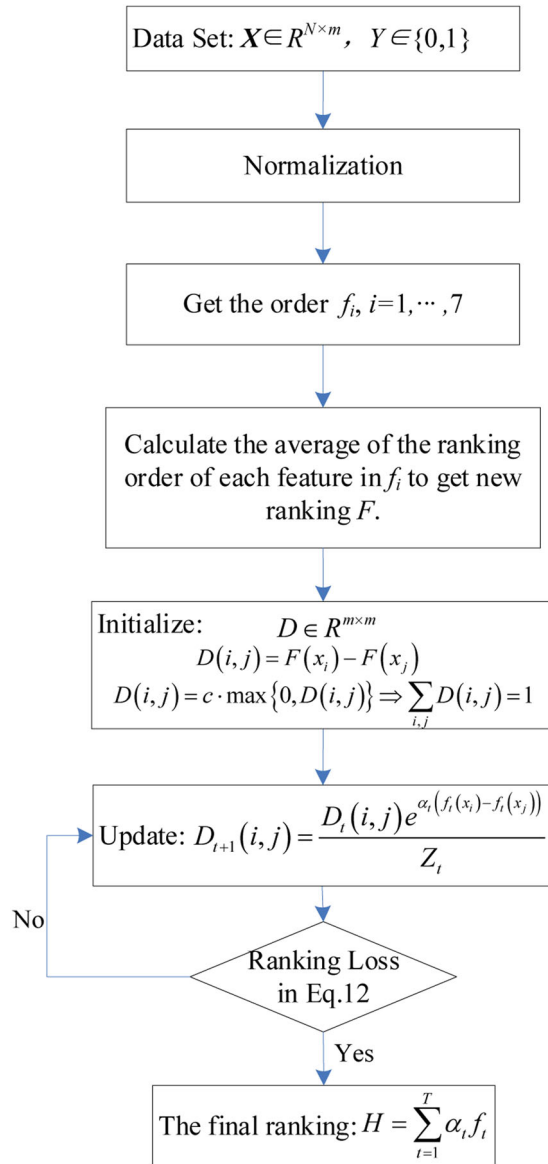 Data Set: X∈R^{N×m}, Y∈{0,1}
Normalization
Get the order f_i, i=1,⋯,7
Calculate the average of the ranking
order of each feature in f_i to get new
ranking F.
Initialize: D∈R^{m×m}
D(i,j)=F(x_i)−F(x_j)
D(i,j)=c·max{0,D(i,j)}⇒∑_{i,j}D(i,j)=1
Update: D_{t+1}(i,j)=\frac{D_t(i,j)e^{α_t(f_t(x_i)−f_t(x_j))}}{Z_t}
No
Ranking Loss
in Eq.12
Yes
The final ranking: H=∑_{t=1}^{T}α_t f_t